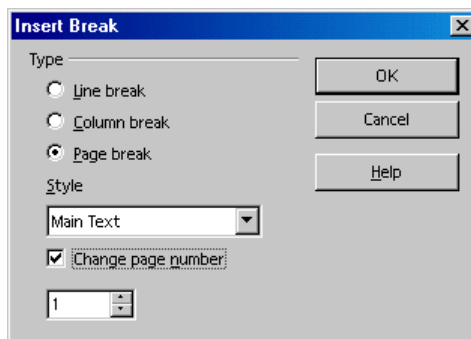 Insert Break
Type
Line break
Column break
Page break
Style
Main Text
Change page number
1
OK
Cancel
Help